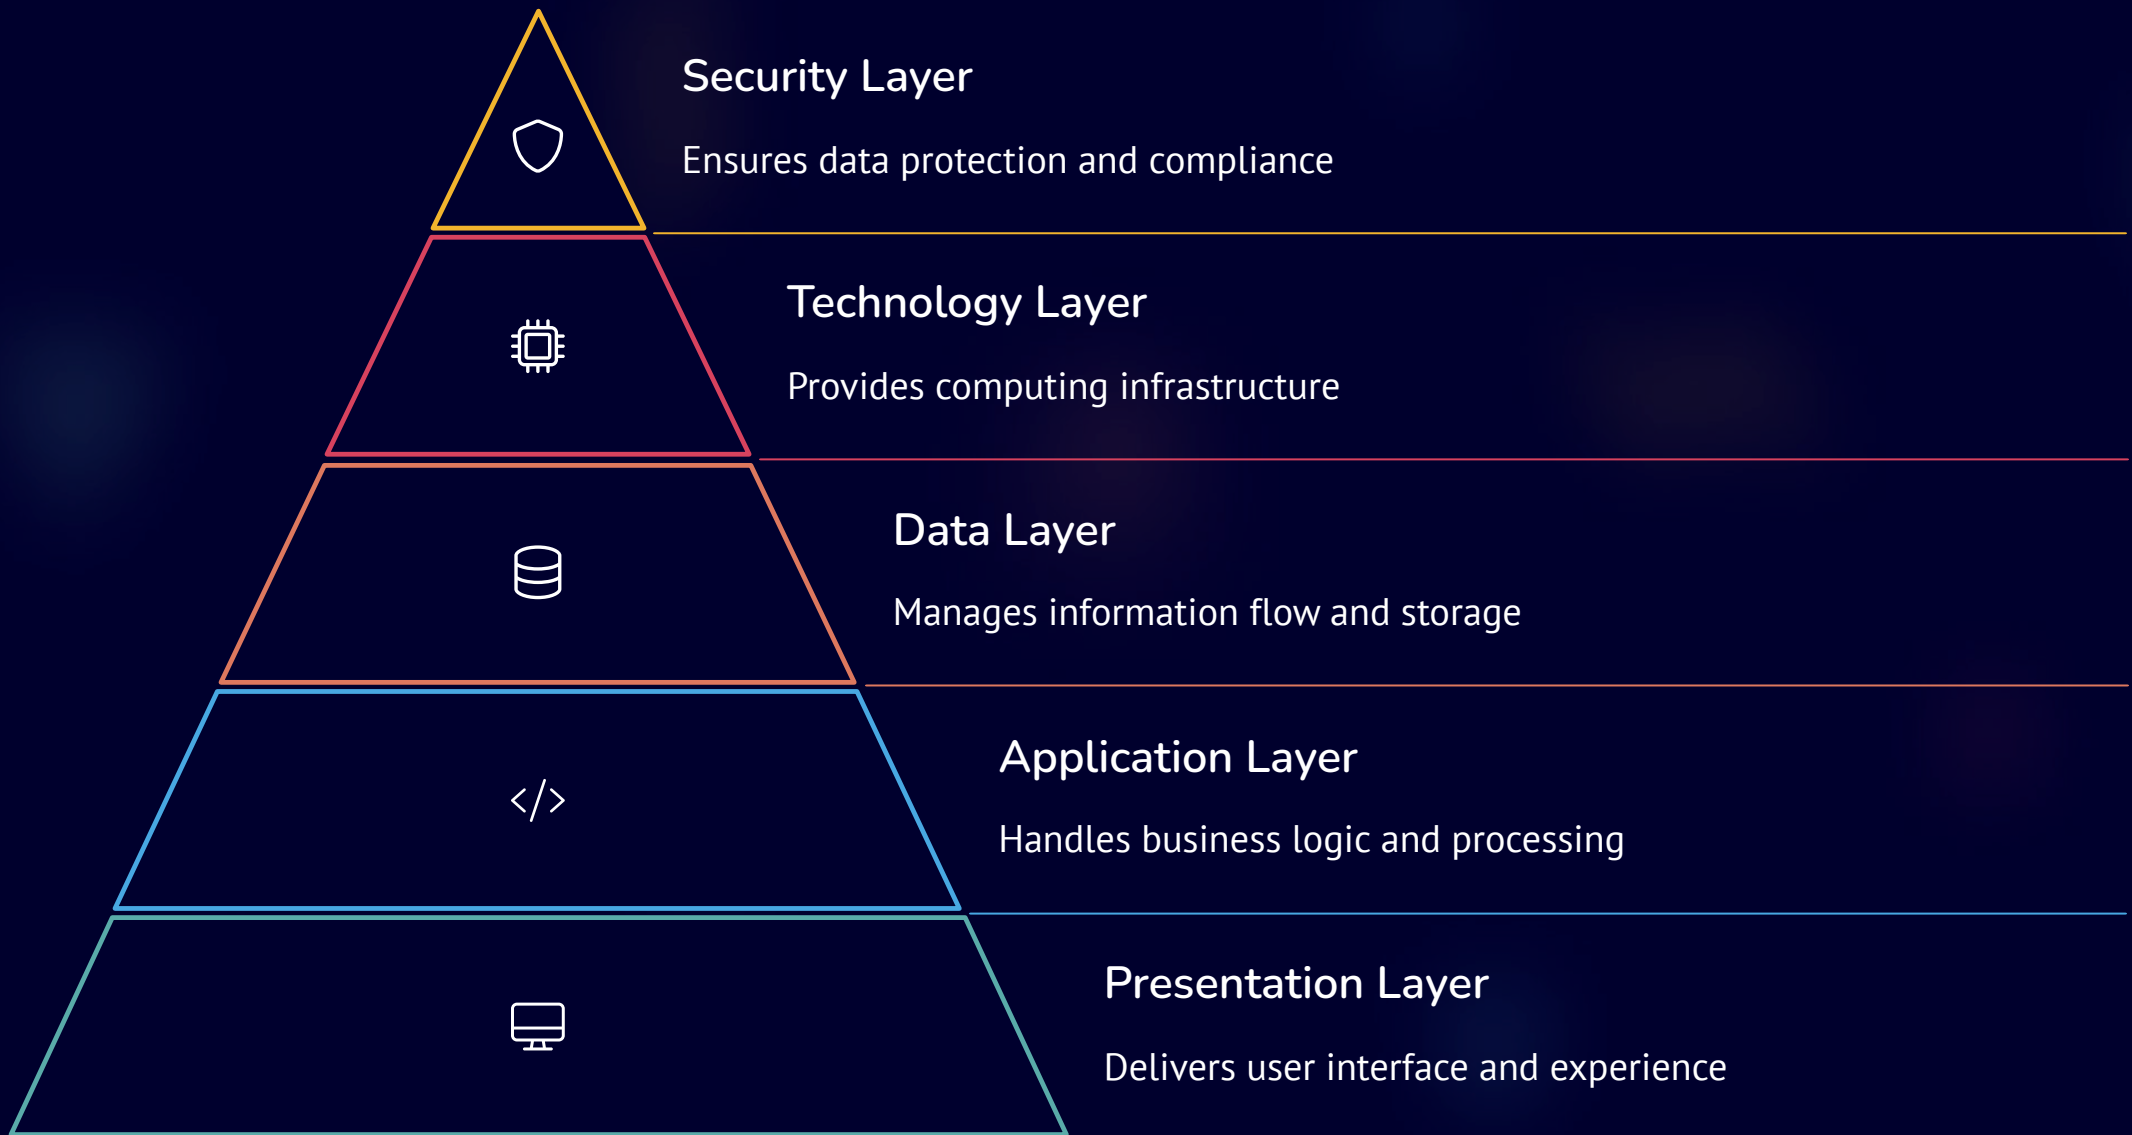 Security Layer
Ensures data protection and compliance
Technology Layer
Provides computing infrastructure
Data Layer
Manages information flow and storage
Application Layer
Handles business logic and processing
Presentation Layer
Delivers user interface and experience